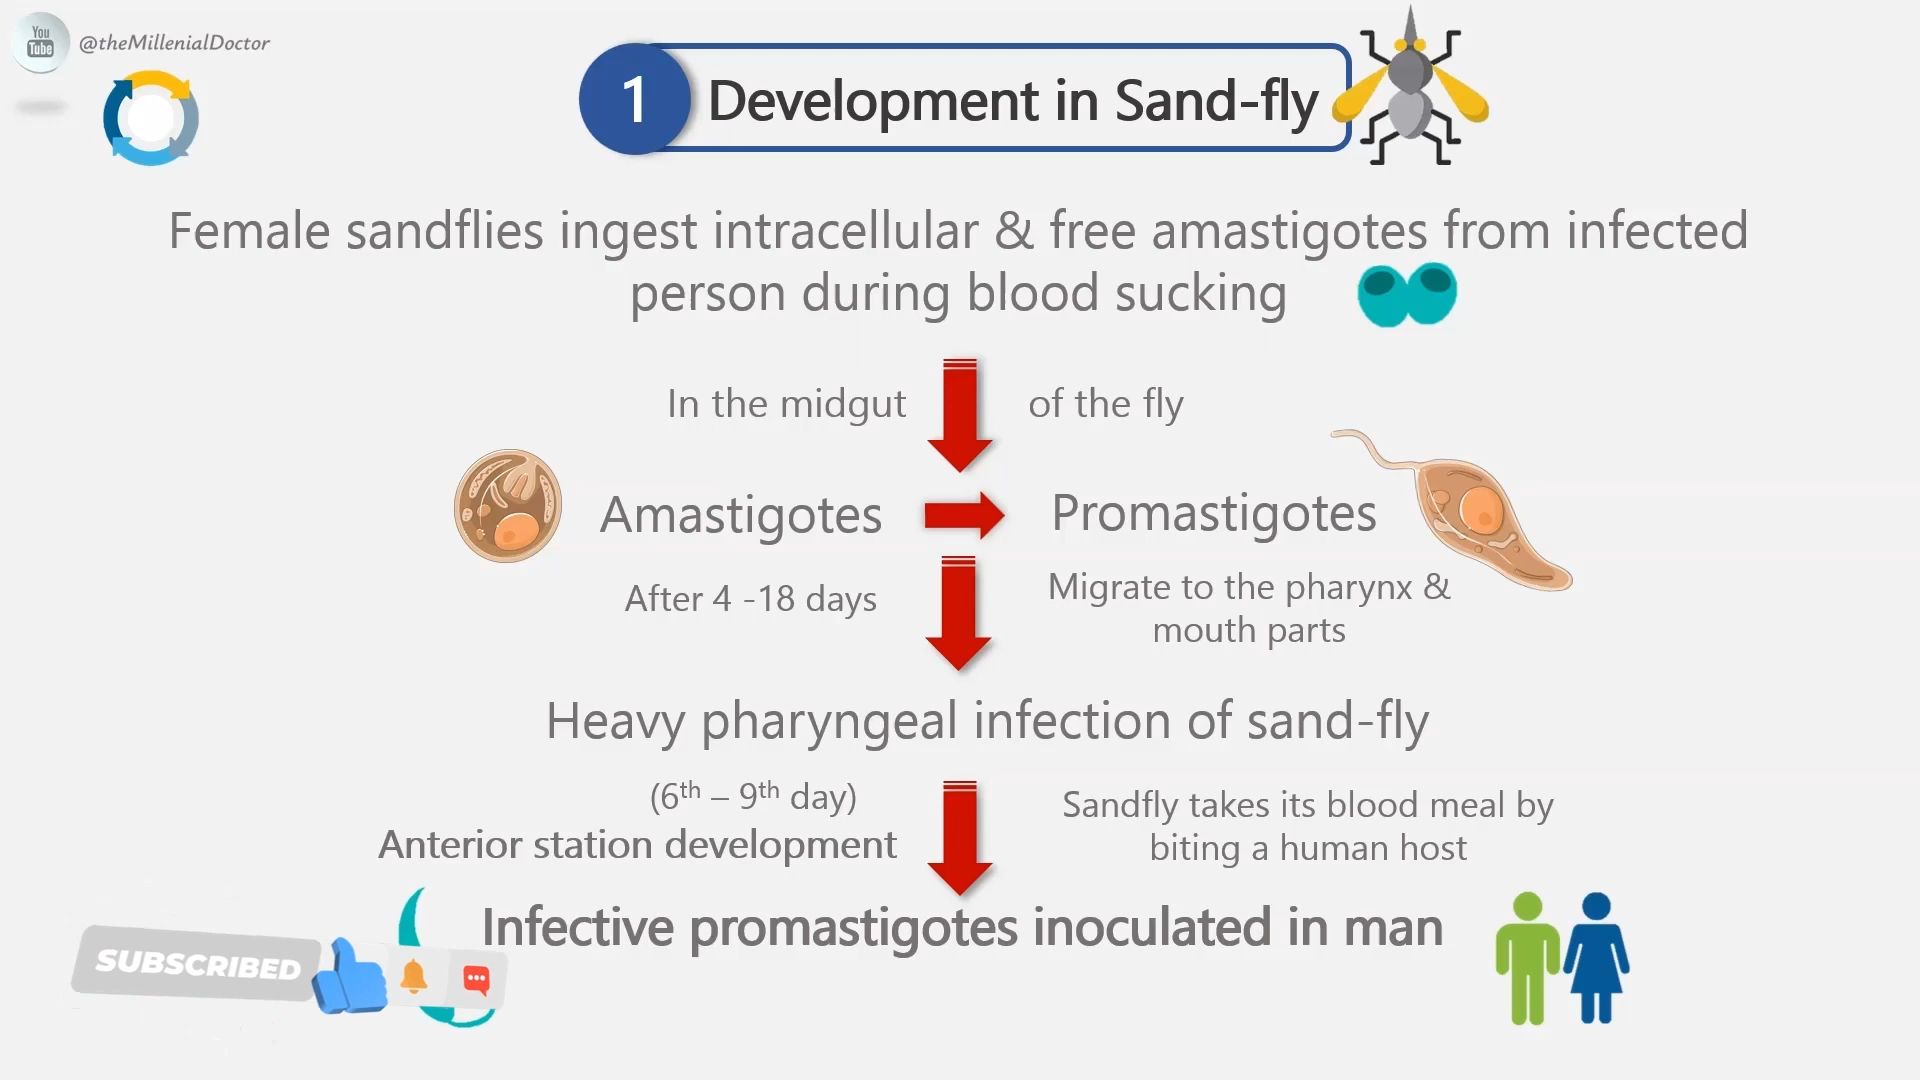 You
Tube
@theMillenialDoctor
1
Development in Sand-fly
Female sandflies ingest intracellular & free amastigotes from infected
person during blood sucking
In the midgut of the fly
Amastigotes Promastigotes
After 4 -18 days
Migrate to the pharynx &
mouth parts
Heavy pharyngeal infection of sand-fly
(6th – 9th day)
Anterior station development
Sandfly takes its blood meal by
biting a human host
Infective promastigotes inoculated in man
SUBSCRIBED